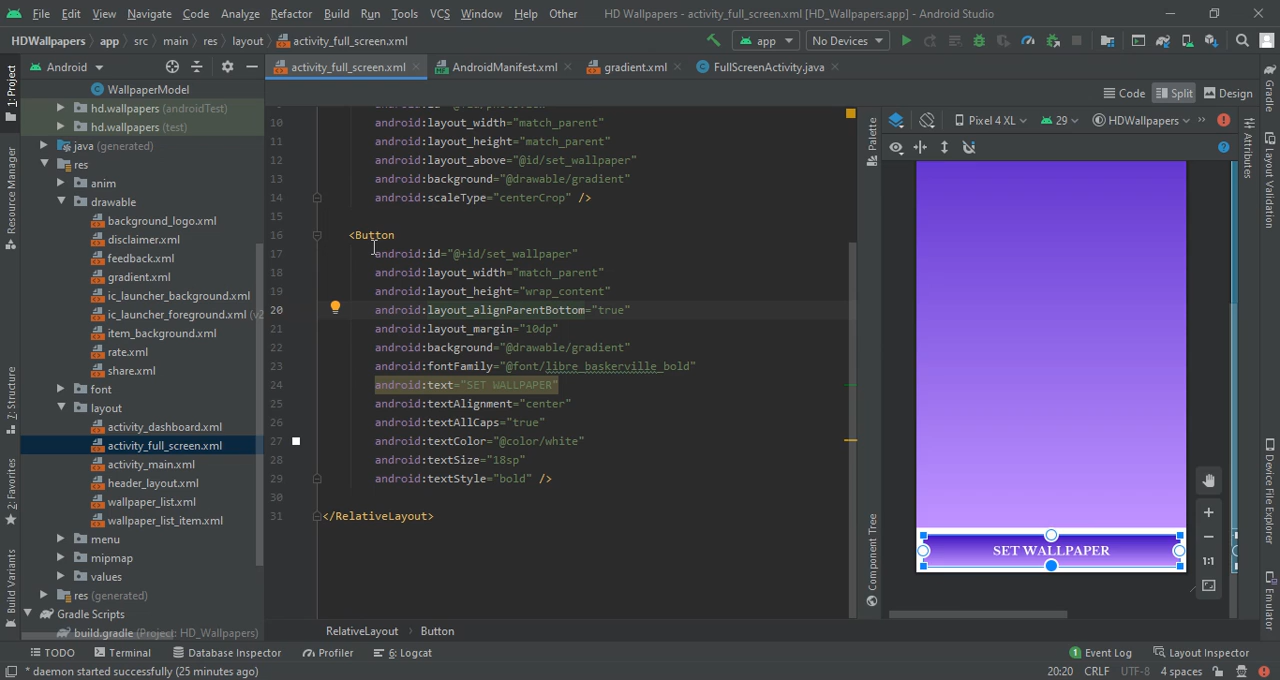 File Edit View Navigate Code Analyze Refactor Build Run Tools VCS Window Help Other HD Wallpapers - activity_full_screen.xml [HD_Wallpapers.app] - Android Studio
HDWallpapers app src main res layout activity_full_screen.xml app No Devices
Android activity_full_screen.xml AndroidManifest.xml gradient.xml FullScreenActivity.java
Code Split Design
1: Project
Resource Manager
7: Structure
2: Favorites
Build Variants
WallpaperModel
hd.wallpapers (androidTest)
hd.wallpapers (test)
java (generated)
res
anim
drawable
background_logo.xml
disclaimer.xml
feedback.xml
gradient.xml
ic_launcher_background.xml
ic_launcher_foreground.xml (v2
item_background.xml
rate.xml
share.xml
font
layout
activity_dashboard.xml
activity_full_screen.xml
activity_main.xml
header_layout.xml
wallpaper_list.xml
wallpaper_list_item.xml
menu
mipmap
values
res (generated)
Gradle Scripts
build.gradle (Project: HD_Wallpapers)
10 android:layout_width="match_parent"
11 android:layout_height="match_parent"
12 android:layout_above="@id/set_wallpaper"
13 android:background="@drawable/gradient"
14 android:scaleType="centerCrop" />
15
16 <Button
17 android:id="@+id/set_wallpaper"
18 android:layout_width="match_parent"
19 android:layout_height="wrap_content"
20 android:layout_alignParentBottom="true"
21 android:layout_margin="10dp"
22 android:background="@drawable/gradient"
23 android:fontFamily="@font/libre_baskerville_bold"
24 android:text="SET WALLPAPER"
25 android:textAlignment="center"
26 android:textAllCaps="true"
27 android:textColor="@color/white"
28 android:textSize="18sp"
29 android:textStyle="bold" />
30
31 </RelativeLayout>
RelativeLayout Button
Palette
Component Tree
Pixel 4 XL 29 HDWallpapers
SET WALLPAPER
1:1
Attributes
Gradle
Layout Validation
Device File Explorer
Emulator
TODO Terminal Database Inspector Profiler 6: Logcat 1 Event Log Layout Inspector
* daemon started successfully (25 minutes ago) 20:20 CRLF UTF-8 4 spaces